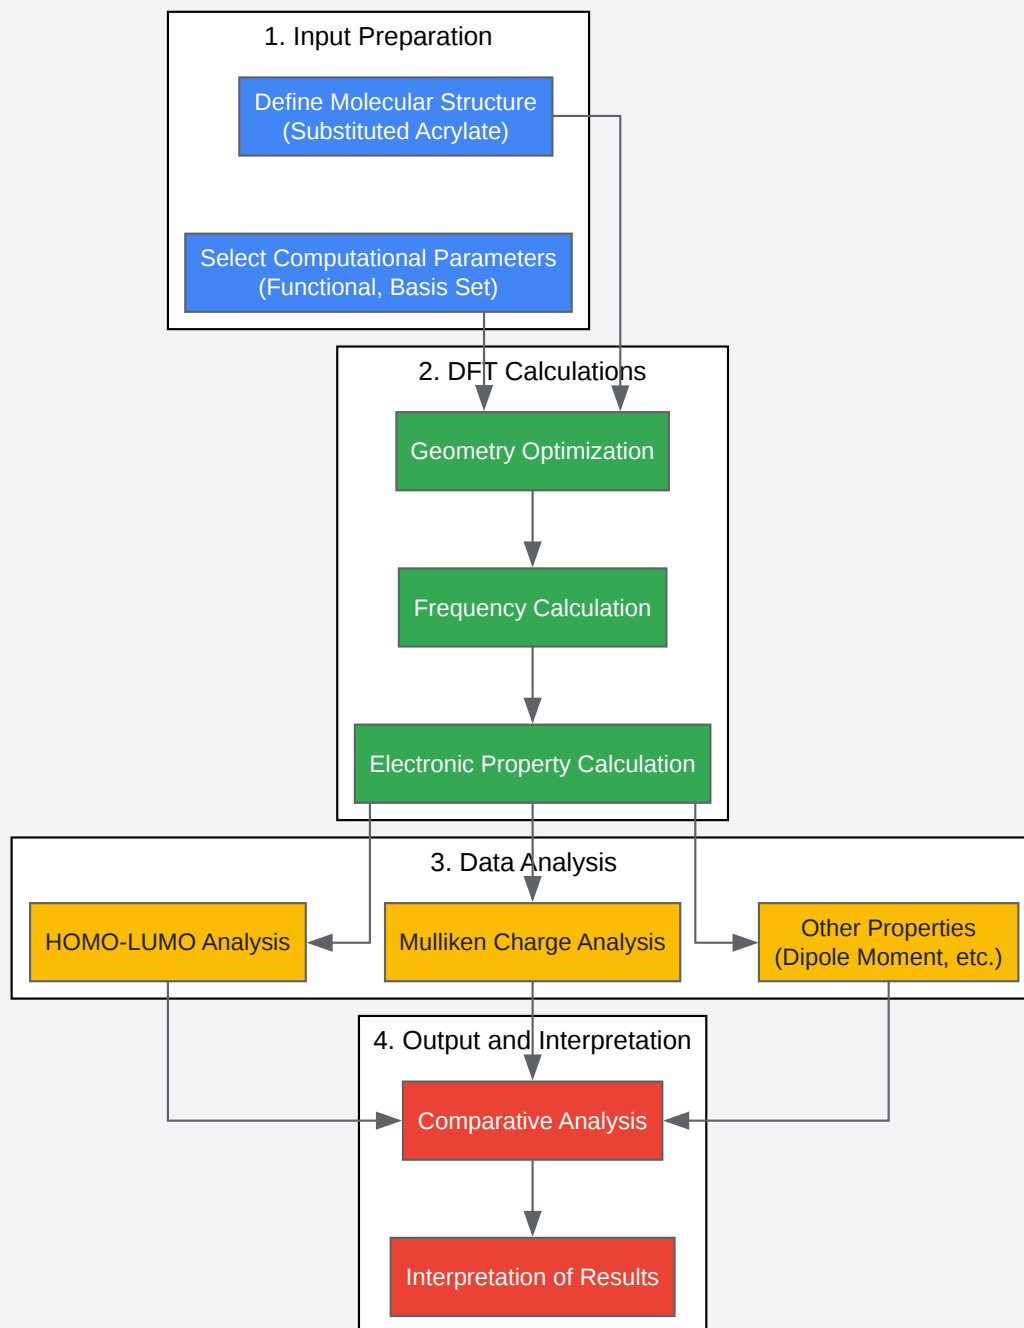 1. Input Preparation
Define Molecular Structure
(Substituted Acrylate)
Select Computational Parameters
(Functional, Basis Set)
2. DFT Calculations
Geometry Optimization
Frequency Calculation
Electronic Property Calculation
3. Data Analysis
HOMO-LUMO Analysis
Mulliken Charge Analysis
Other Properties
(Dipole Moment, etc.)
4. Output and Interpretation
Comparative Analysis
Interpretation of Results